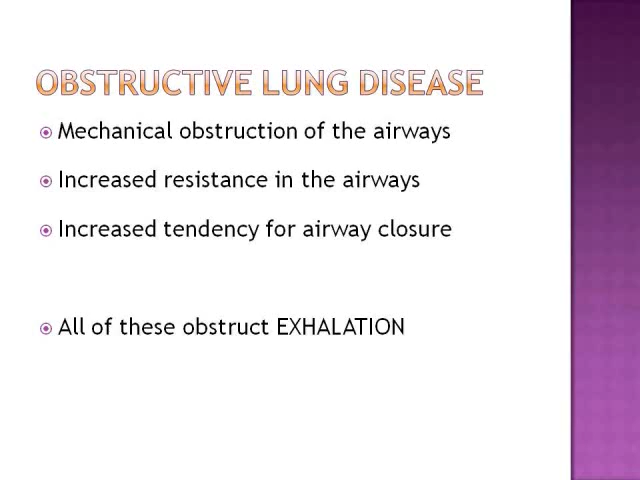 OBSTRUCTIVE LUNG DISEASE
Mechanical obstruction of the airways
Increased resistance in the airways
Increased tendency for airway closure
All of these obstruct EXHALATION